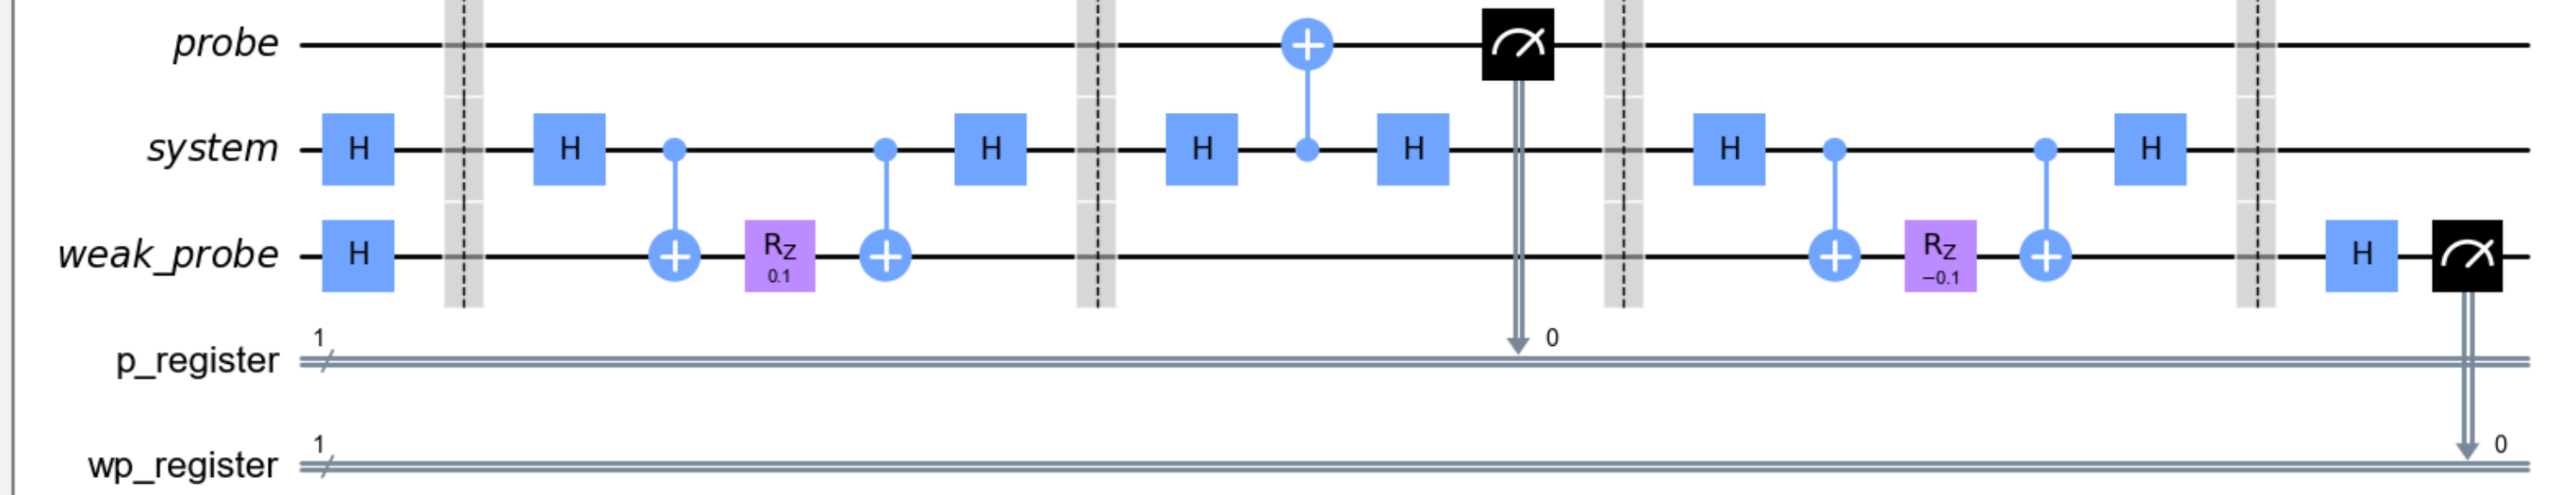 probe
system H H H H H H H
weak_probe H RZ 0.1 RZ −0.1 H
p_register 1 0
wp_register 1 0